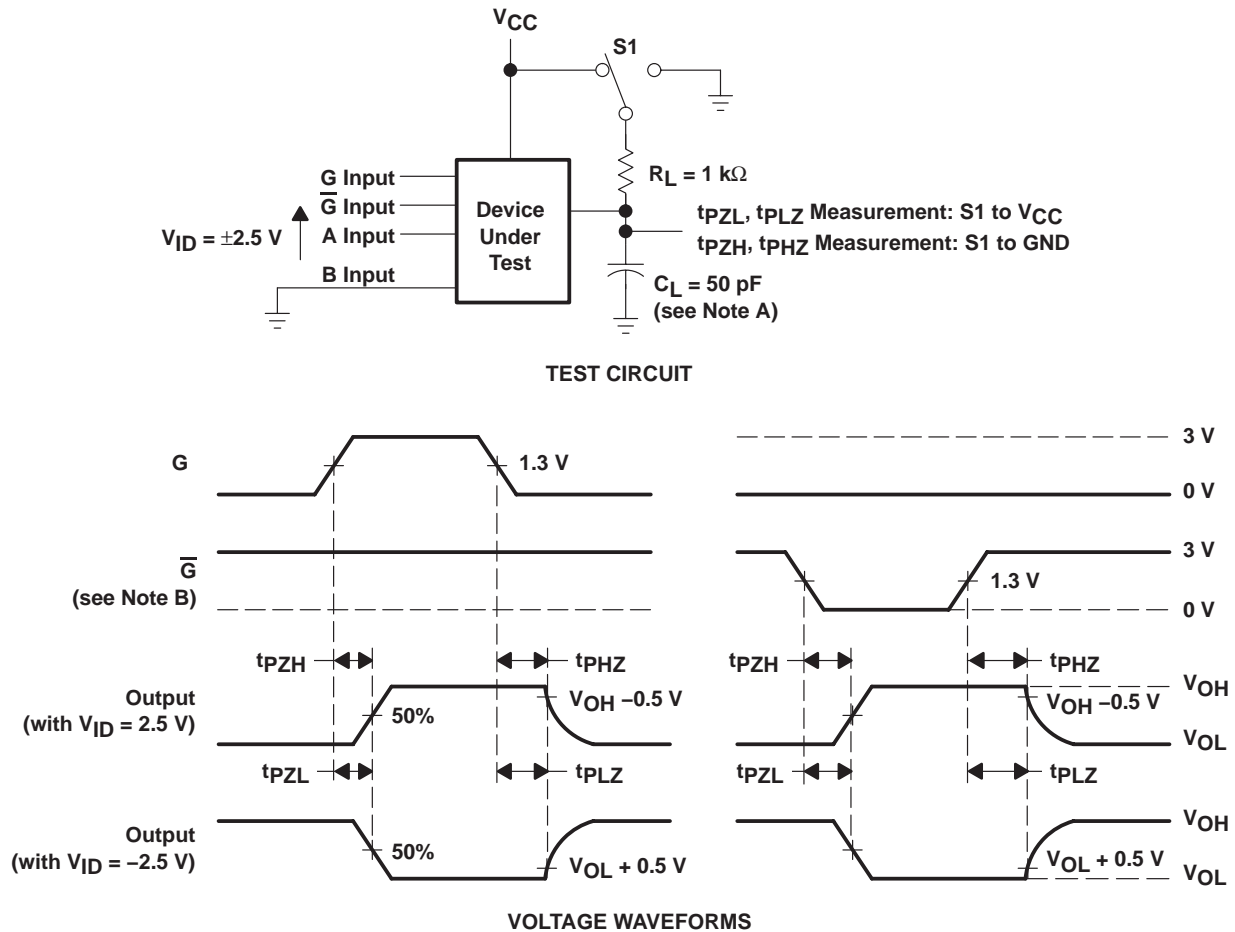 VCC
S1
G Input
G̅ Input
VID = ±2.5 V
A Input
B Input
Device
Under
Test
RL = 1 kΩ
tPZL, tPLZ Measurement: S1 to VCC
tPZH, tPHZ Measurement: S1 to GND
CL = 50 pF
(see Note A)
TEST CIRCUIT
G
1.3 V
3 V
0 V
G̅
(see Note B)
1.3 V
3 V
0 V
tPZH
tPHZ
tPZH
tPHZ
Output
(with VID = 2.5 V)
50%
VOH −0.5 V
VOH −0.5 V
VOH
VOL
tPZL
tPLZ
tPZL
tPLZ
Output
(with VID = −2.5 V)
50%
VOL + 0.5 V
VOL + 0.5 V
VOH
VOL
VOLTAGE WAVEFORMS